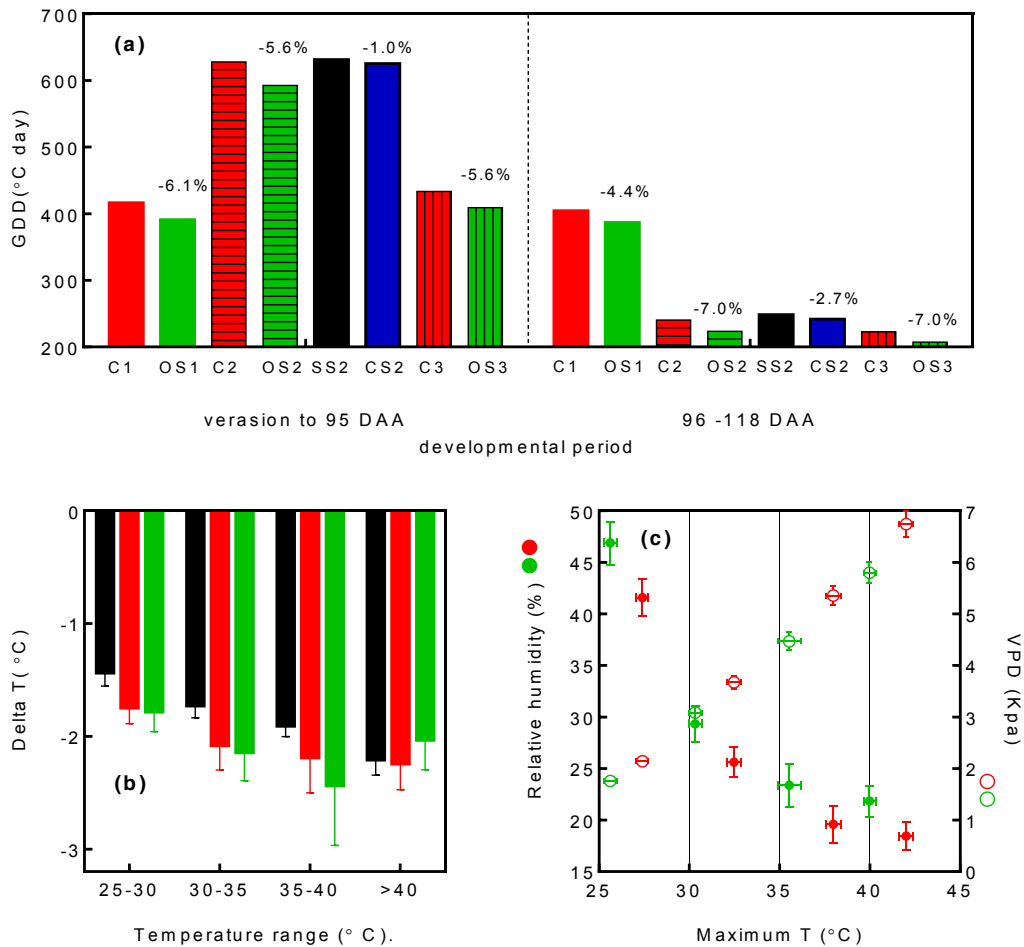 700
600
500
400
300
200
GDD(°C day)
(a)
-6.1%
-5.6%
-1.0%
-5.6%
-4.4%
-7.0%
-2.7%
-7.0%
C1 OS1 C2 OS2 SS2 CS2 C3 OS3 C1 OS1 C2 OS2 SS2 CS2 C3 OS3
verasion to 95 DAA 96 -118 DAA
developmental period
0
-1
-2
-3
Delta T(°C)
(b)
25-30 30-35 35-40 >40
Temperature range (° C).
50
45
40
35
30
25
20
15
Relative humidity (%)
(c)
7
6
5
4
3
2
1
0
VPD (Kpa)
25 30 35 40 45
Maximum T (°C)